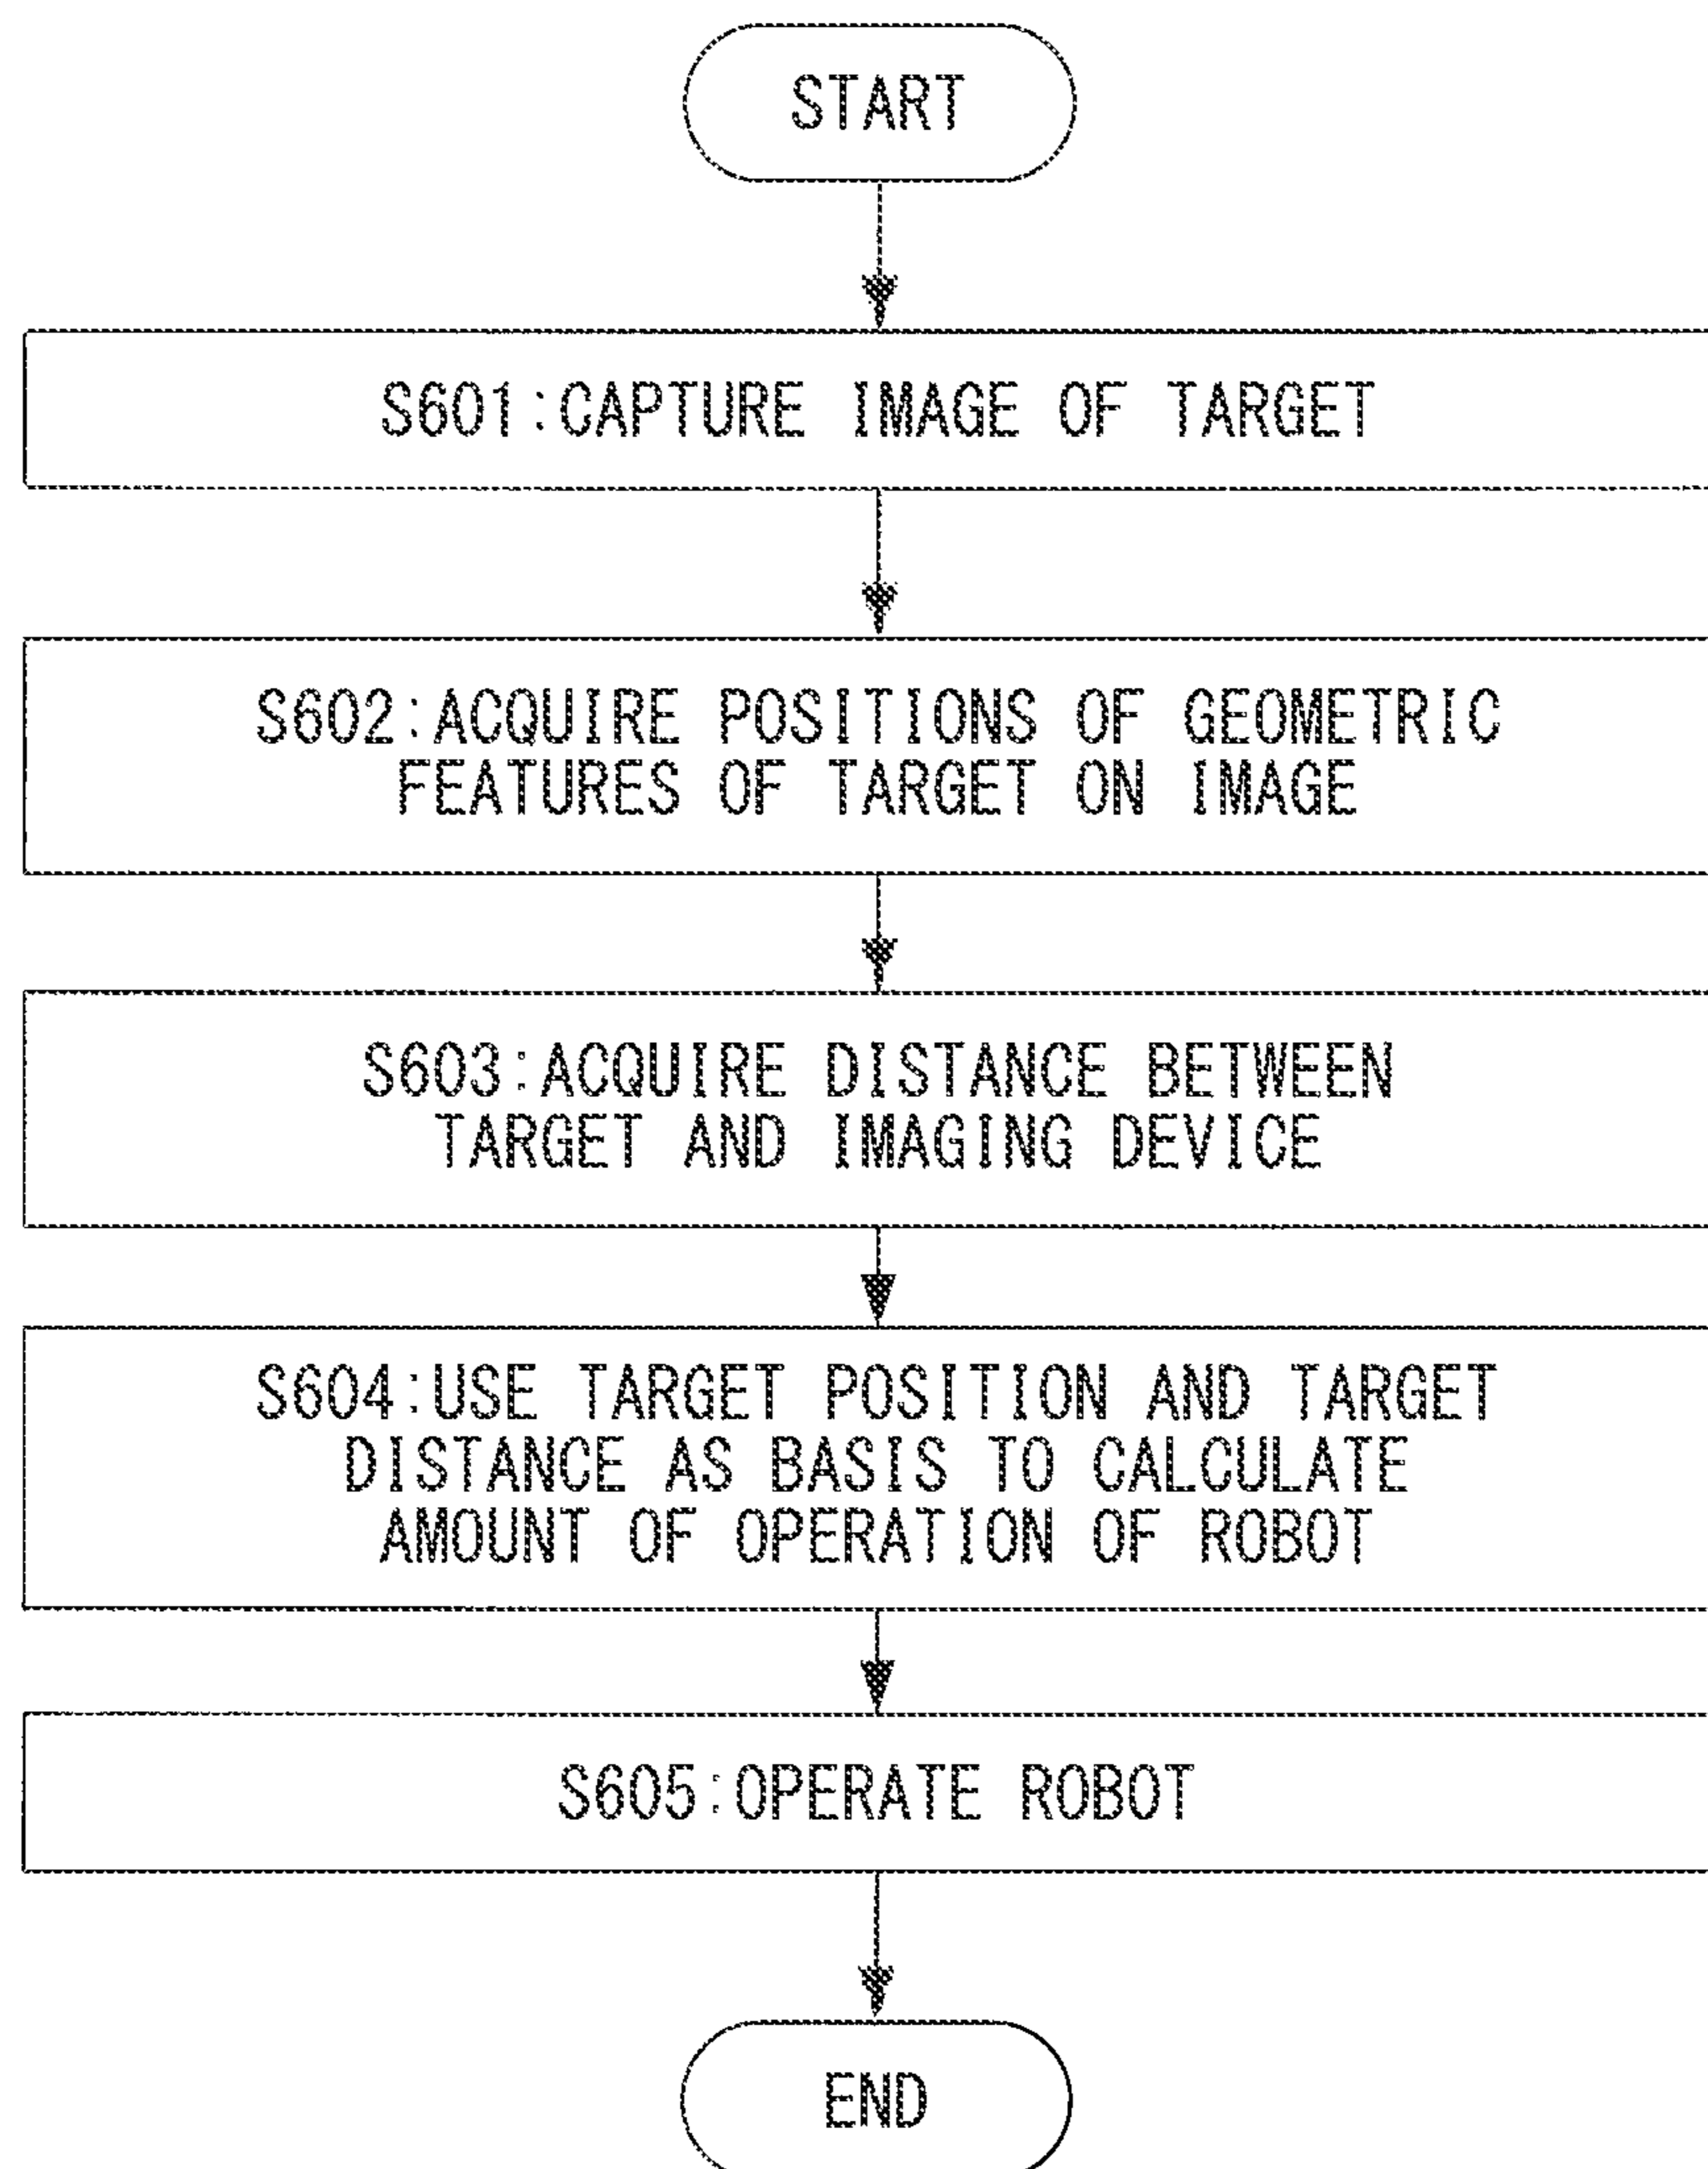 START
S601:CAPTURE IMAGE OF TARGET
S602:ACQUIRE POSITIONS OF GEOMETRIC
FEATURES OF TARGET ON IMAGE
S603:ACQUIRE DISTANCE BETWEEN
TARGET AND IMAGING DEVICE
S604:USE TARGET POSITION AND TARGET
DISTANCE AS BASIS TO CALCULATE
AMOUNT OF OPERATION OF ROBOT
S605:OPERATE ROBOT
END